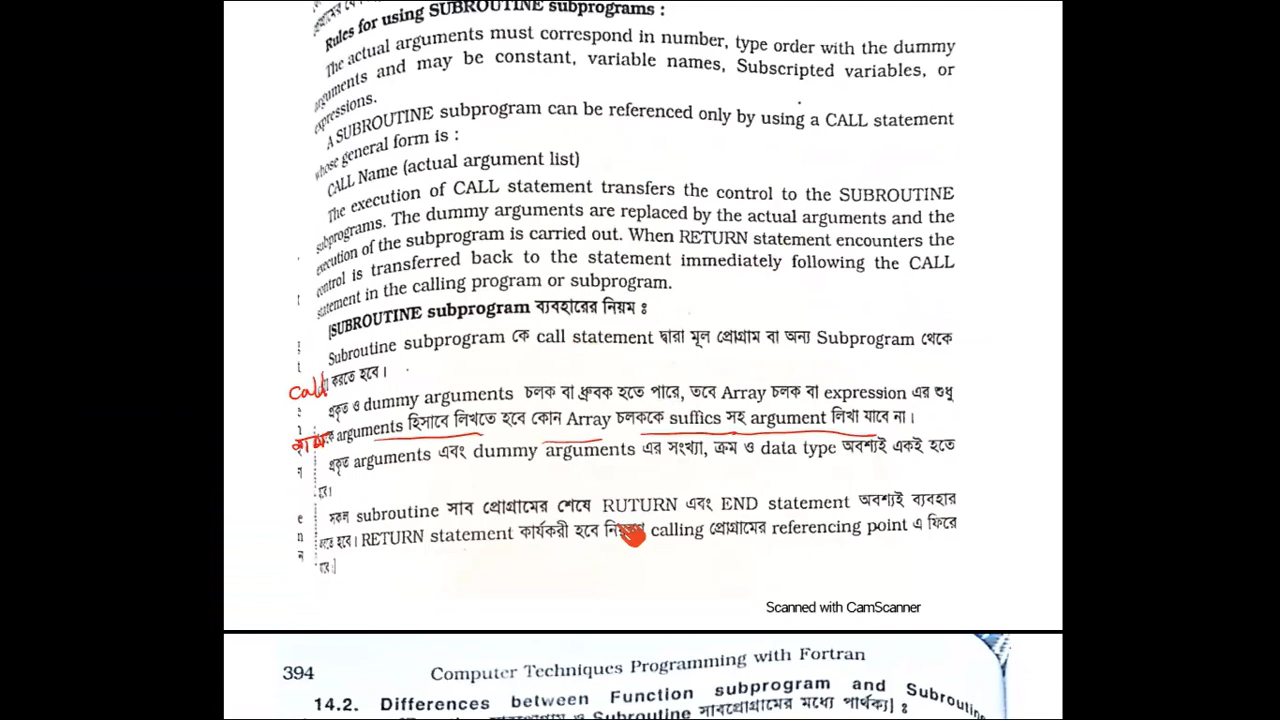 Rules for using SUBROUTINE subprograms :
The actual arguments must correspond in number, type order with the dummy
arguments and may be constant, variable names, Subscripted variables, or
expressions.
A SUBROUTINE subprogram can be referenced only by using a CALL statement
whose general form is :
CALL Name (actual argument list)
The execution of CALL statement transfers the control to the SUBROUTINE
subprograms. The dummy arguments are replaced by the actual arguments and the
execution of the subprogram is carried out. When RETURN statement encounters the
control is transferred back to the statement immediately following the CALL
statement in the calling program or subprogram.
[SUBROUTINE subprogram ব্যবহারের নিয়ম ঃ
Subroutine subprogram কে call statement দ্বারা মূল প্রোগ্রাম বা অন্য Subprogram থেকে
Call করতে হবে।
প্রকৃত ও dummy arguments চলক বা ধ্রুবক হতে পারে, তবে Array চলক বা expression এর শুধু
arguments হিসাবে লিখতে হবে কোন Array চলককে suffics সহ argument লিখা যাবে না।
প্রকৃত arguments এবং dummy arguments এর সংখ্যা, ক্রম ও data type অবশ্যই একই হতে
হবে।
সকল subroutine সাব প্রোগ্রামের শেষে RUTURN এবং END statement অবশ্যই ব্যবহার
করতে হবে। RETURN statement কার্যকরী হবে calling প্রোগ্রামের referencing point এ ফিরে
Scanned with CamScanner
394 Computer Techniques Programming with Fortran
14.2. Differences between Function subprogram and Subroutine
Subroutine সাবপ্রোগ্রামের মধ্যে পার্থক্য] ঃ